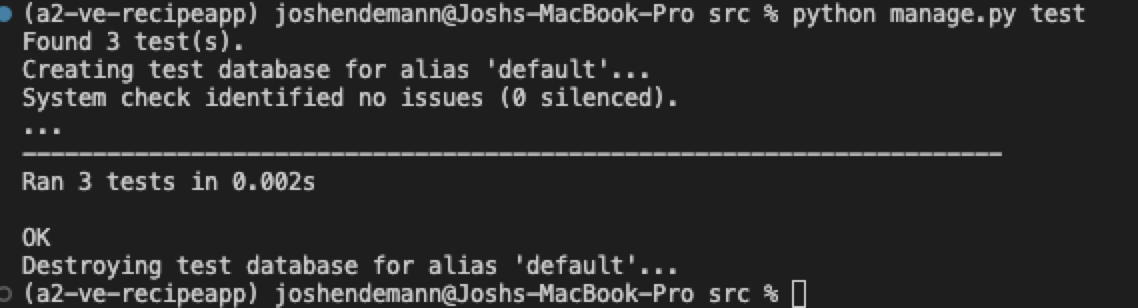 (a2-ve-recipeapp) joshendemann@Joshs-MacBook-Pro src % python manage.py test
Found 3 test(s).
Creating test database for alias 'default'...
System check identified no issues (0 silenced).
...
----------------------------------------------------------------------
Ran 3 tests in 0.002s
OK
Destroying test database for alias 'default'...
(a2-ve-recipeapp) joshendemann@Joshs-MacBook-Pro src %